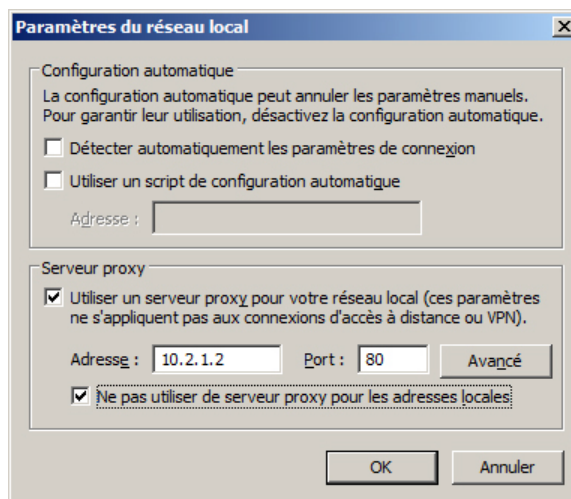 Paramètres du réseau local
Configuration automatique
La configuration automatique peut annuler les paramètres manuels.
Pour garantir leur utilisation, désactivez la configuration automatique.
Détecter automatiquement les paramètres de connexion
Utiliser un script de configuration automatique
Adresse :
Serveur proxy
Utiliser un serveur proxy pour votre réseau local (ces paramètres
ne s'appliquent pas aux connexions d'accès à distance ou VPN).
Adresse : 10.2.1.2 Port : 80 Avancé
Ne pas utiliser de serveur proxy pour les adresses locales
OK Annuler